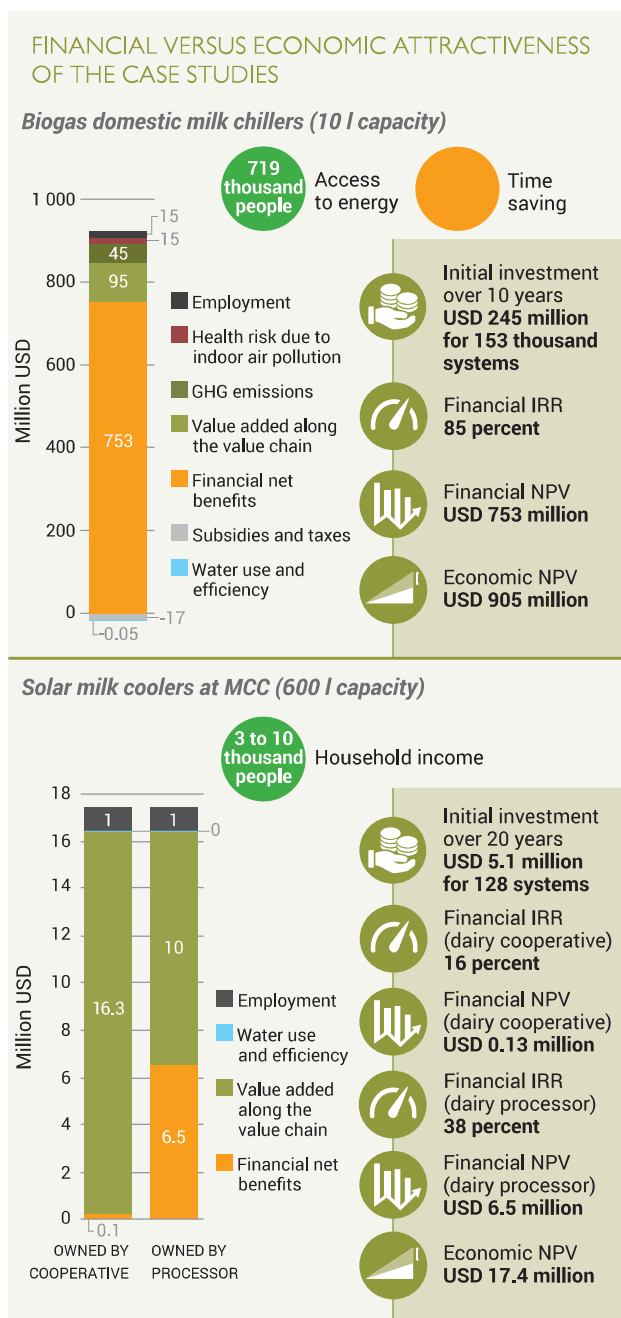 FINANCIAL VERSUS ECONOMIC ATTRACTIVENESS
OF THE CASE STUDIES
Biogas domestic milk chillers (10 l capacity)
719
thousand
people
Access
to energy
Time
saving
1 000
800
600
400
200
0
Million USD
15
15
45
95
753
-17
-0.05
Employment
Health risk due to
indoor air pollution
GHG emissions
Value added along
the value chain
Financial net
benefits
Subsidies and taxes
Water use and
efficiency
Initial investment
over 10 years
USD 245 million
for 153 thousand
systems
Financial IRR
85 percent
Financial NPV
USD 753 million
Economic NPV
USD 905 million
Solar milk coolers at MCC (600 l capacity)
3 to 10
thousand
people
Household income
18
16
14
12
10
8
6
4
2
0
Million USD
1
1
0
16.3
10
6.5
0.1
OWNED BY
COOPERATIVE
OWNED BY
PROCESSOR
Employment
Water use
and efficiency
Value added
along the
value chain
Financial net
benefits
Initial investment
over 20 years
USD 5.1 million
for 128 systems
Financial IRR
(dairy cooperative)
16 percent
Financial NPV
(dairy cooperative)
USD 0.13 million
Financial IRR
(dairy processor)
38 percent
Financial NPV
(dairy processor)
USD 6.5 million
Economic NPV
USD 17.4 million